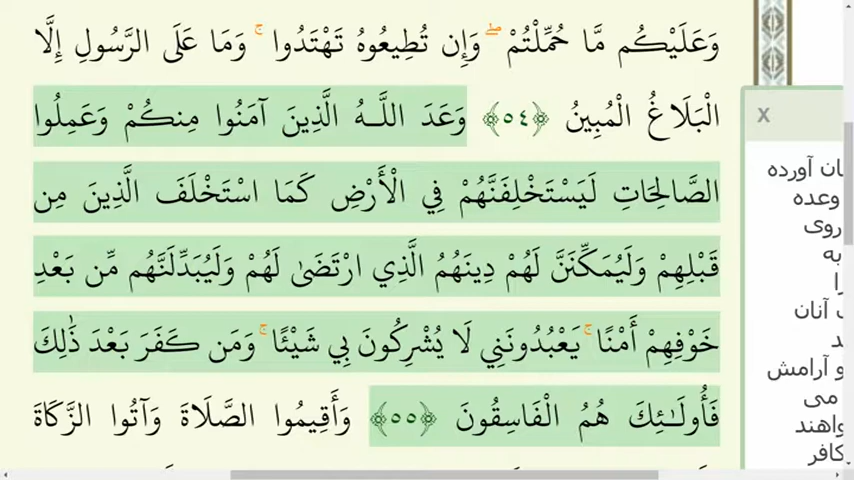 وَعَلَيْكُم مَّا حُمِّلْتُمْ ۖ وَإِن تُطِيعُوهُ تَهْتَدُوا ۚ وَمَا عَلَى الرَّسُولِ إِلَّا
الْبَلَاغُ الْمُبِينُ ﴿٥٤﴾ وَعَدَ اللَّـهُ الَّذِينَ آمَنُوا مِنكُمْ وَعَمِلُوا
الصَّالِحَاتِ لَيَسْتَخْلِفَنَّهُمْ فِي الْأَرْضِ كَمَا اسْتَخْلَفَ الَّذِينَ مِن
قَبْلِهِمْ وَلَيُمَكِّنَنَّ لَهُمْ دِينَهُمُ الَّذِي ارْتَضَىٰ لَهُمْ وَلَيُبَدِّلَنَّهُم مِّن بَعْدِ
خَوْفِهِمْ أَمْنًا ۚ يَعْبُدُونَنِي لَا يُشْرِكُونَ بِي شَيْئًا ۚ وَمَن كَفَرَ بَعْدَ ذَٰلِكَ
فَأُولَـٰئِكَ هُمُ الْفَاسِقُونَ ﴿٥٥﴾ وَأَقِيمُوا الصَّلَاةَ وَآتُوا الزَّكَاةَ
X
آورده
وعده
روی
به
آنان
و آرامش
می
کافر